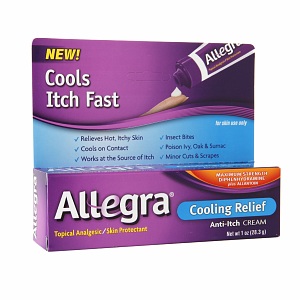 NEW!
Cools
Itch Fast
Allegra
for skin use only
✓ Relieves Hot, Itchy Skin
✓ Cools on Contact
✓ Works at the Source of Itch
✓ Insect Bites
✓ Poison Ivy, Oak & Sumac
✓ Minor Cuts & Scrapes
Allegra®
Topical Analgesic/Skin Protectant
MAXIMUM STRENGTH
DIPHENHYDRAMINE
plus ALLANTOIN
Cooling Relief
ANTI-ITCH CREAM
Net wt 1 oz (28.3 g)